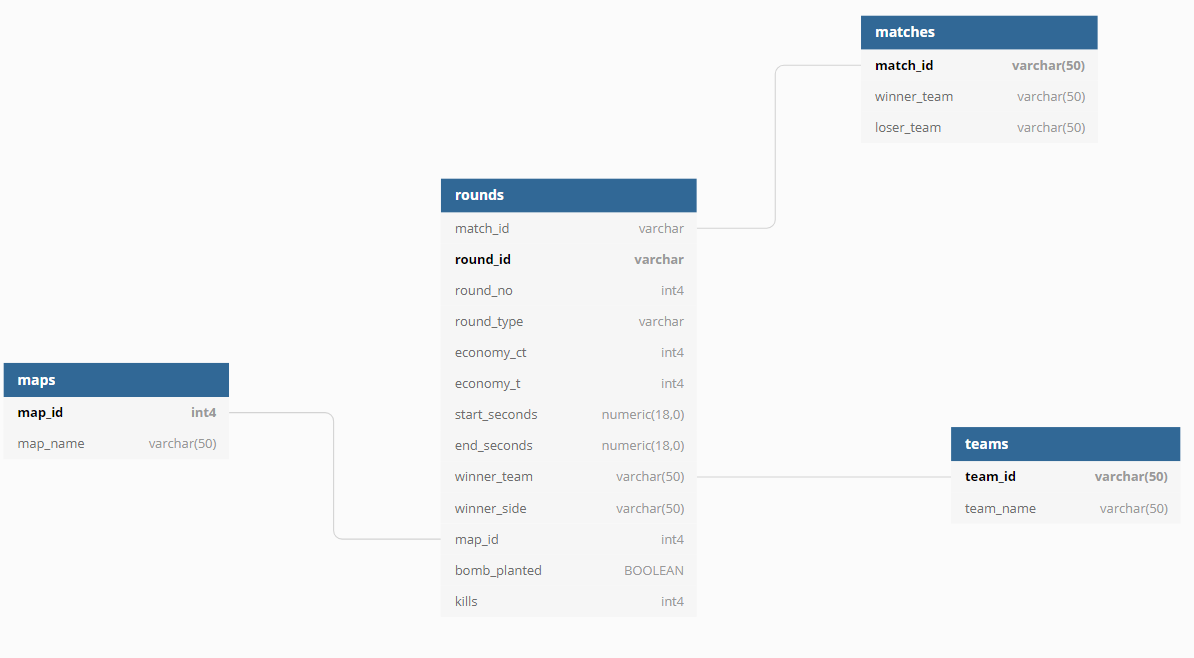 matches
match_id varchar(50)
winner_team varchar(50)
loser_team varchar(50)
rounds
match_id varchar
round_id varchar
round_no int4
round_type varchar
economy_ct int4
economy_t int4
start_seconds numeric(18,0)
end_seconds numeric(18,0)
winner_team varchar(50)
winner_side varchar(50)
map_id int4
bomb_planted BOOLEAN
kills int4
maps
map_id int4
map_name varchar(50)
teams
team_id varchar(50)
team_name varchar(50)